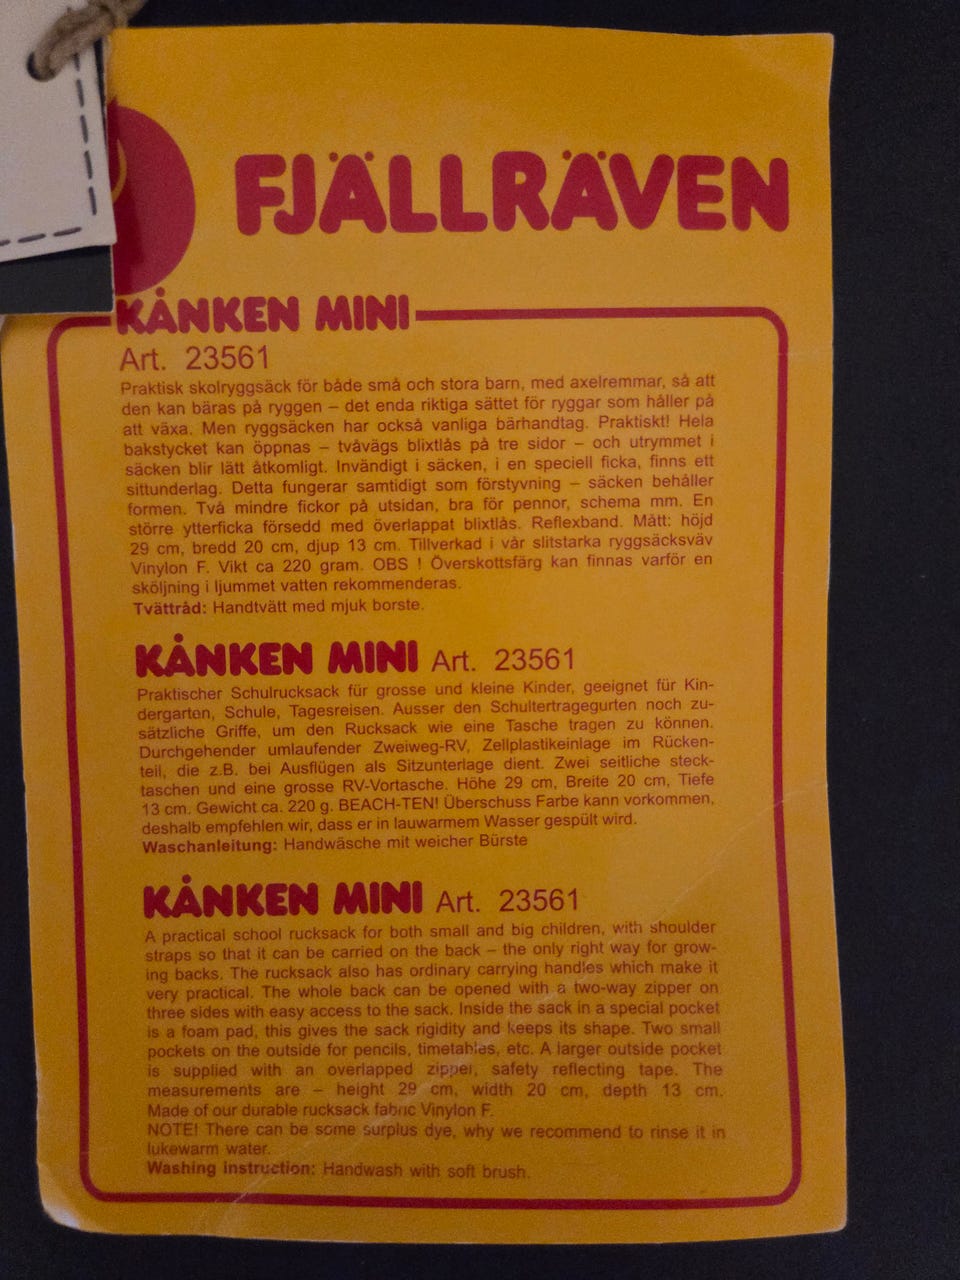 FJÄLLRÄVEN
KÅNKEN MINI
Art. 23561
Praktisk skolryggsäck för både små och stora barn, med axelremmar, så att
den kan bäras på ryggen – det enda riktiga sättet för ryggar som håller på
att växa. Men ryggsäcken har också vanliga bärhandtag. Praktiskt! Hela
bakstycket kan öppnas – tvåvägs blixtlås på tre sidor – och utrymmet i
säcken blir lätt åtkomligt. Invändigt i säcken, i en speciell ficka, finns ett
sittunderlag. Detta fungerar samtidigt som förstyvning – säcken behåller
formen. Två mindre fickor på utsidan, bra för pennor, schema mm. En
större ytterficka försedd med överlappat blixtlås. Reflexband. Mått: höjd
29 cm, bredd 20 cm, djup 13 cm. Tillverkad i vår slitstarka ryggsäcksväv
Vinylon F. Vikt ca 220 gram. OBS ! Överskottsfärg kan finnas varför en
sköljning i ljummet vatten rekommenderas.
Tvättråd: Handtvätt med mjuk borste.
KÅNKEN MINI Art. 23561
Praktischer Schulrucksack für grosse und kleine Kinder, geeignet für Kin-
dergarten, Schule, Tagesreisen. Ausser den Schultertragegurten noch zu-
sätzliche Griffe, um den Rucksack wie eine Tasche tragen zu können.
Durchgehender umlaufender Zweiweg-RV, Zellplastikeinlage im Rücken-
teil, die z.B. bei Ausflügen als Sitzunterlage dient. Zwei seitliche steck-
taschen und eine grosse RV-Vortasche. Höhe 29 cm, Breite 20 cm, Tiefe
13 cm. Gewicht ca. 220 g. BEACH-TEN! Überschuss Farbe kann vorkommen,
deshalb empfehlen wir, dass er in lauwarmem Wasser gespült wird.
Waschanleitung: Handwäsche mit weicher Bürste
KÅNKEN MINI Art. 23561
A practical school rucksack for both small and big children, with shoulder
straps so that it can be carried on the back – the only right way for grow-
ing backs. The rucksack also has ordinary carrying handles which make it
very practical. The whole back can be opened with a two-way zipper on
three sides with easy access to the sack. Inside the sack in a special pocket
is a foam pad, this gives the sack rigidity and keeps its shape. Two small
pockets on the outside for pencils, timetables, etc. A larger outside pocket
is supplied with an overlapped zipper, safety reflecting tape. The
measurements are – height 29 cm, width 20 cm, depth 13 cm.
Made of our durable rucksack fabric Vinylon F.
NOTE! There can be some surplus dye, why we recommend to rinse it in
lukewarm water.
Washing instruction: Handwash with soft brush.